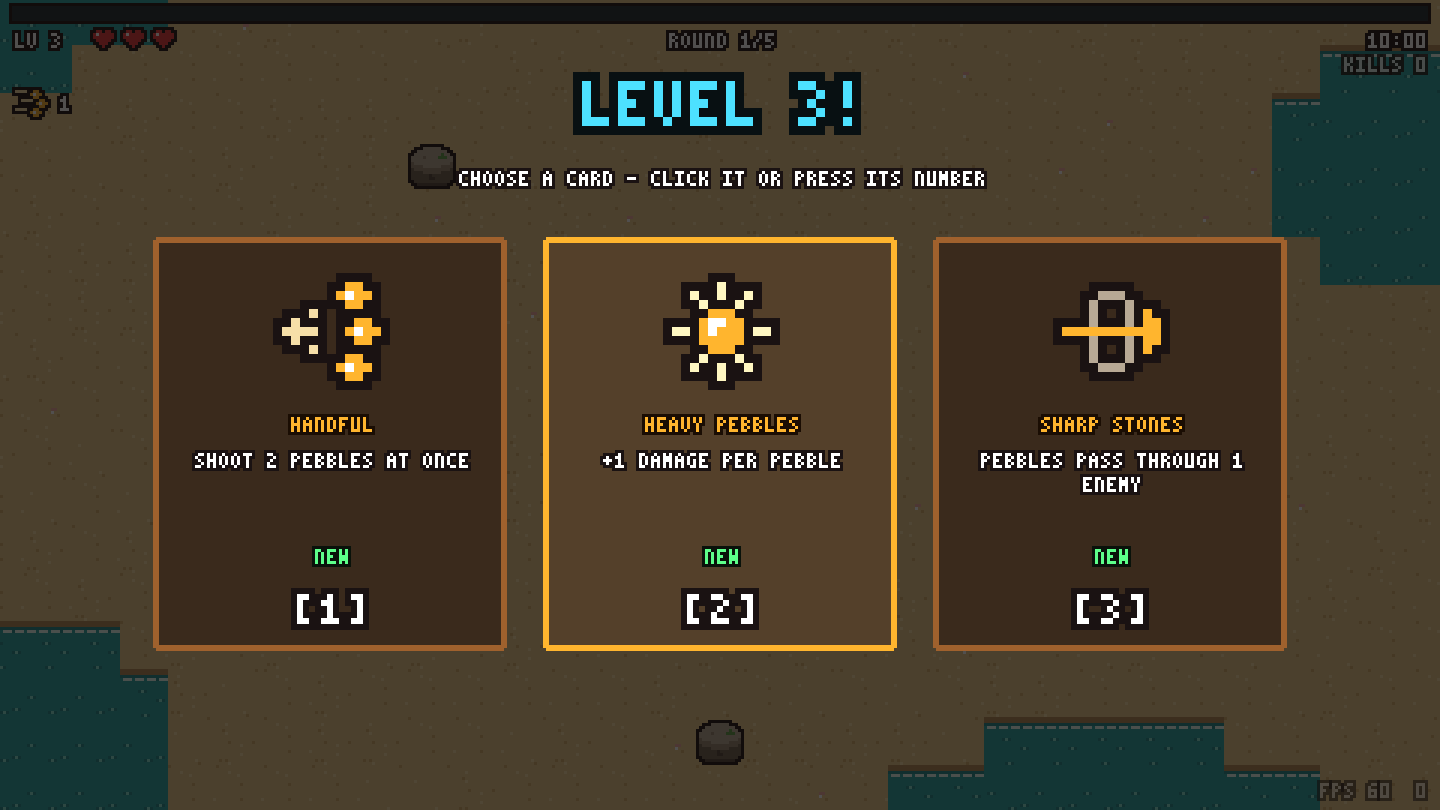 LV 3
ROUND 1/5
10:00
KILLS 0
1
LEVEL 3!
CHOOSE A CARD - CLICK IT OR PRESS ITS NUMBER
HANDFUL
SHOOT 2 PEBBLES AT ONCE
NEW
[1]
HEAVY PEBBLES
+1 DAMAGE PER PEBBLE
NEW
[2]
SHARP STONES
PEBBLES PASS THROUGH 1
ENEMY
NEW
[3]
FPS 60 0